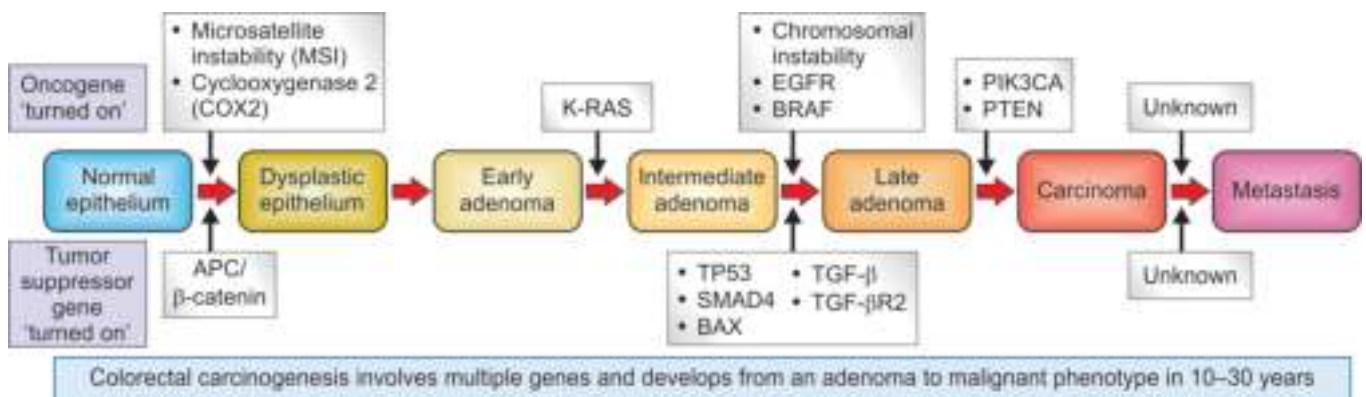 • Microsatellite
instability (MSI)
• Cyclooxygenase 2
(COX2)
• Chromosomal
instability
• EGFR
• BRAF
Oncogene
'turned on'
K-RAS
• PIK3CA
• PTEN
Unknown
Normal
epithelium
Dysplastic
epithelium
Early
adenoma
Intermediate
adenoma
Late
adenoma
Carcinoma
Metastasis
Tumor
suppressor
gene
'turned on'
APC/
β-catenin
• TP53
• SMAD4
• BAX
• TGF-β
• TGF-βR2
Unknown
Colorectal carcinogenesis involves multiple genes and develops from an adenoma to malignant phenotype in 10–30 years